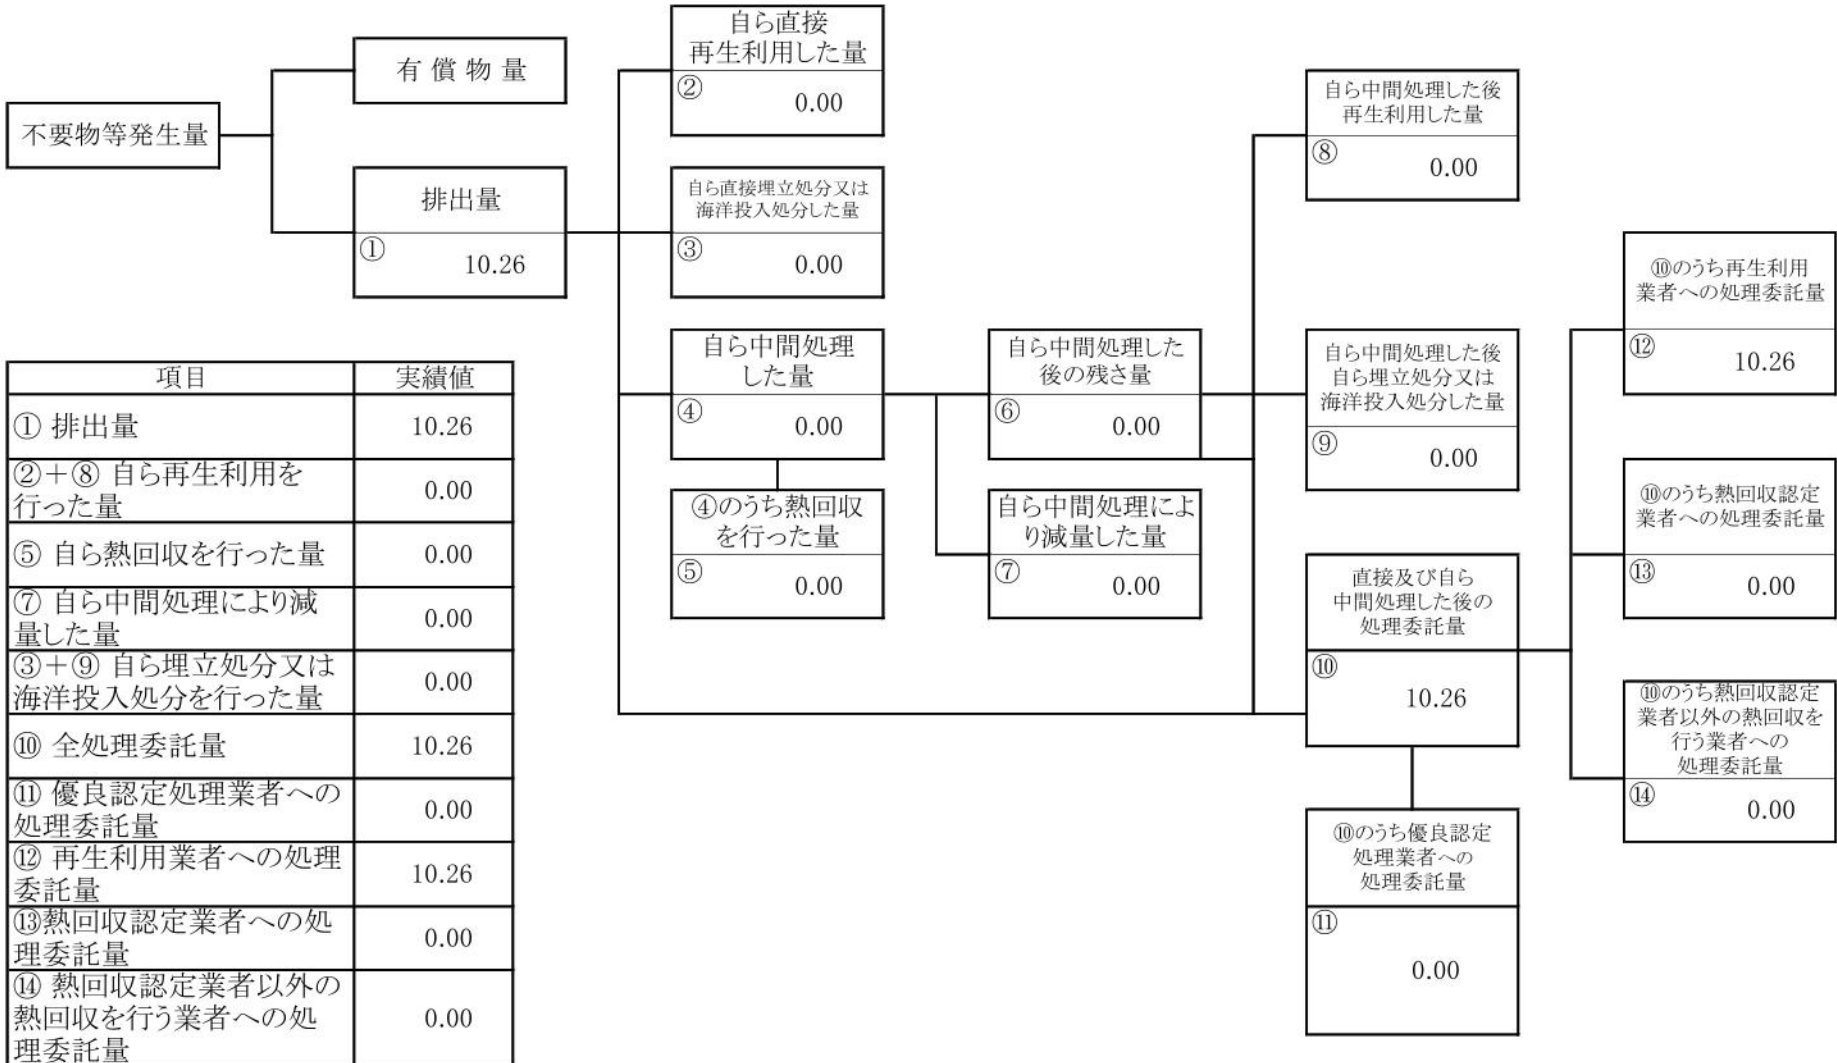 不要物等発生量
有償物量
排出量
①
10.26
自ら直接
再生利用した量
②
0.00
自ら直接埋立処分又は
海洋投入処分した量
③
0.00
自ら中間処理
した量
④
0.00
④のうち熱回収
を行った量
⑤
0.00
自ら中間処理した
後の残さ量
⑥
0.00
自ら中間処理によ
り減量した量
⑦
0.00
自ら中間処理した後
再生利用した量
⑧
0.00
自ら中間処理した後
自ら埋立処分又は
海洋投入処分した量
⑨
0.00
直接及び自ら
中間処理した後の
処理委託量
⑩
10.26
⑩のうち優良認定
処理業者への
処理委託量
⑪
0.00
⑩のうち再生利用
業者への処理委託量
⑫
10.26
⑩のうち熱回収認定
業者への処理委託量
⑬
0.00
⑩のうち熱回収認定
業者以外の熱回収を
行う業者への
処理委託量
⑭
0.00
項目 実績値
① 排出量 10.26
②+⑧ 自ら再生利用を
行った量 0.00
⑤ 自ら熱回収を行った量 0.00
⑦ 自ら中間処理により減
量した量 0.00
③+⑨ 自ら埋立処分又は
海洋投入処分を行った量 0.00
⑩ 全処理委託量 10.26
⑪ 優良認定処理業者への
処理委託量 0.00
⑫ 再生利用業者への処理
委託量 10.26
⑬熱回収認定業者への処
理委託量 0.00
⑭ 熱回収認定業者以外の
熱回収を行う業者への処
理委託量 0.00